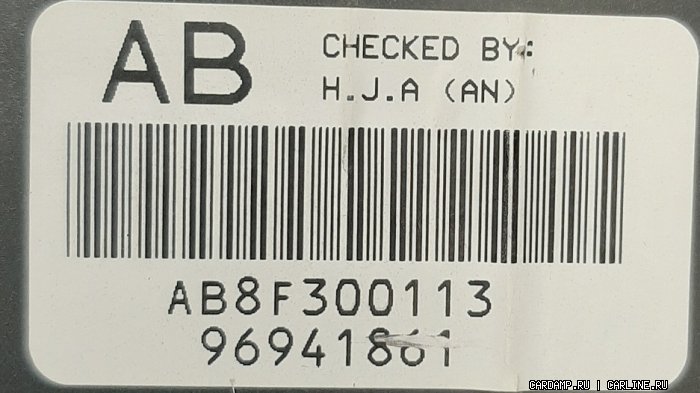 AB
CHECKED BY:
H.J.A (AN)
AB8F300113
96941861
CARDAMP.RU | CARLINE.RU